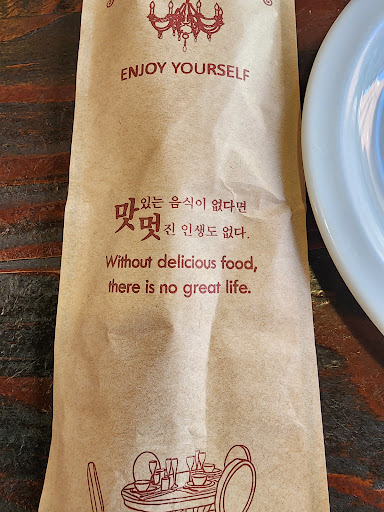 ENJOY YOURSELF
맛있는 음식이 없다면
멋진 인생도 없다.
Without delicious food,
there is no great life.